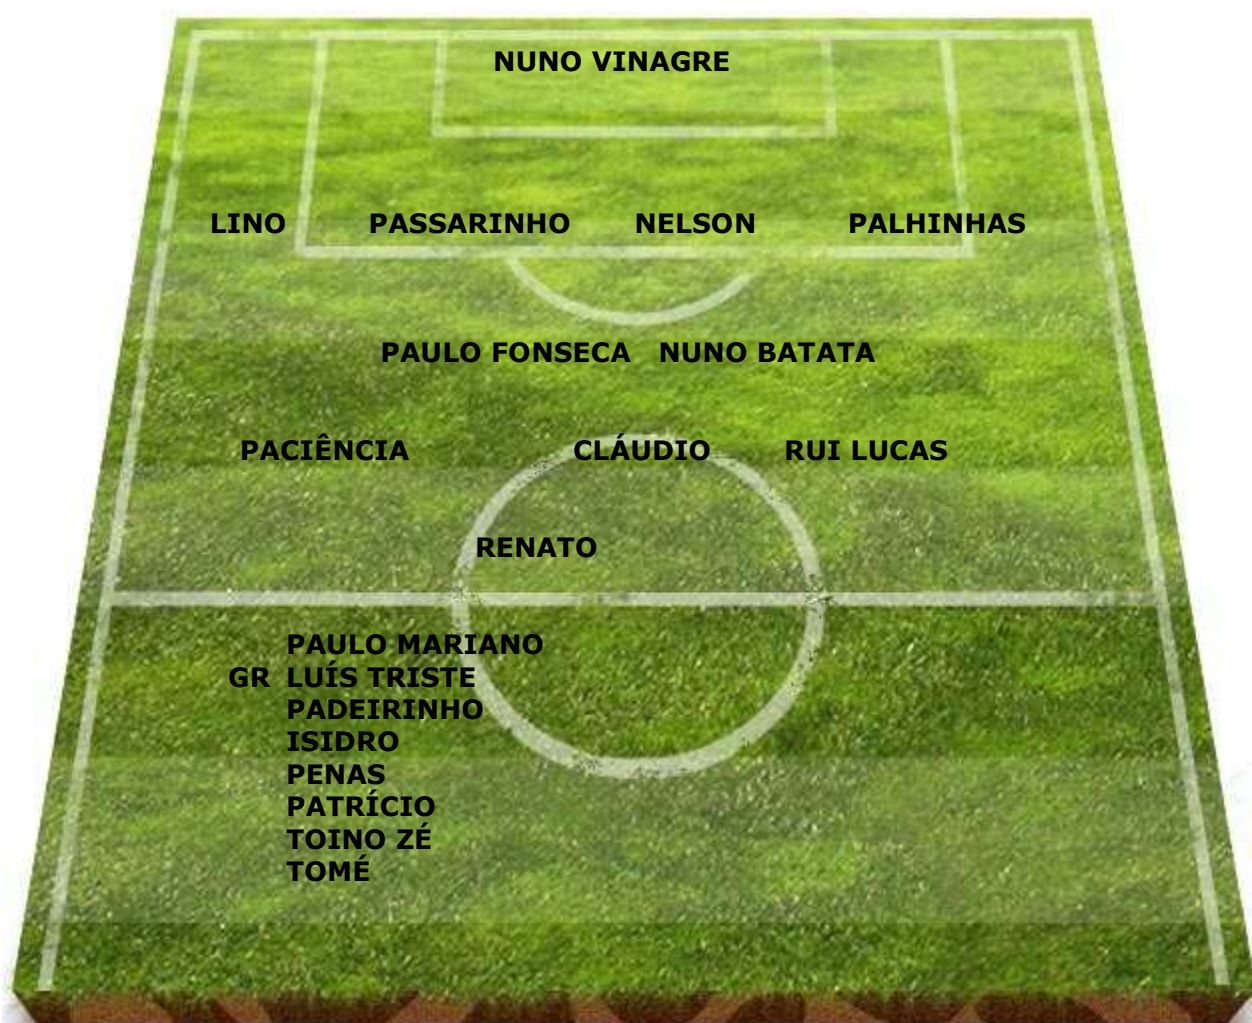 NUNO VINAGRE
LINO PASSARINHO NELSON PALHINHAS
PAULO FONSECA NUNO BATATA
PACIÊNCIA CLÁUDIO RUI LUCAS
RENATO
PAULO MARIANO
GR LUÍS TRISTE
PADEIRINHO
ISIDRO
PENAS
PATRÍCIO
TOINO ZÉ
TOMÉ